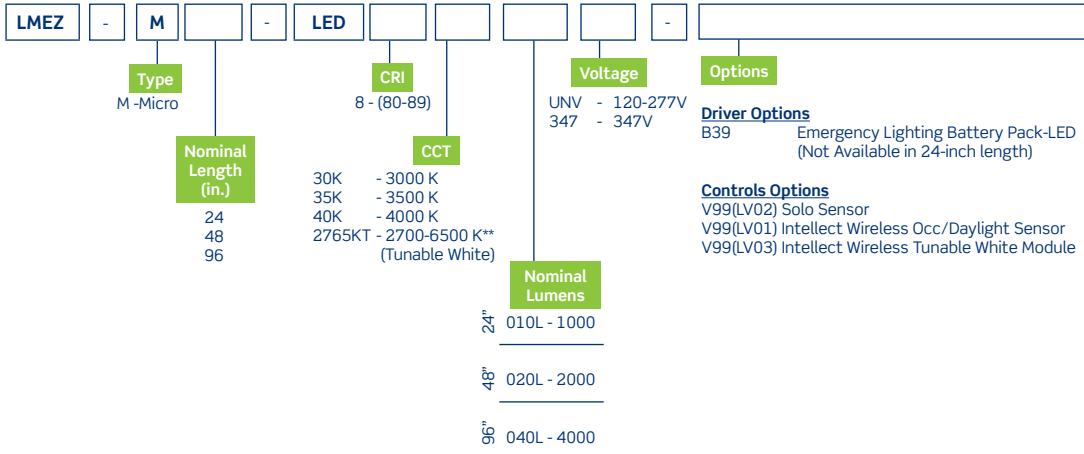 LMEZ - M - LED -
Type
M -Micro
Nominal
Length
(in.)
24
48
96
CRI
8 - (80-89)
CCT
30K - 3000 K
35K - 3500 K
40K - 4000 K
2765KT - 2700-6500 K**
(Tunable White)
Nominal
Lumens
24” 010L - 1000
48” 020L - 2000
96” 040L - 4000
Voltage
UNV - 120-277V
347 - 347V
Options
Driver Options
B39 Emergency Lighting Battery Pack-LED
(Not Available in 24-inch length)
Controls Options
V99(LV02) Solo Sensor
V99(LV01) Intellect Wireless Occ/Daylight Sensor
V99(LV03) Intellect Wireless Tunable White Module